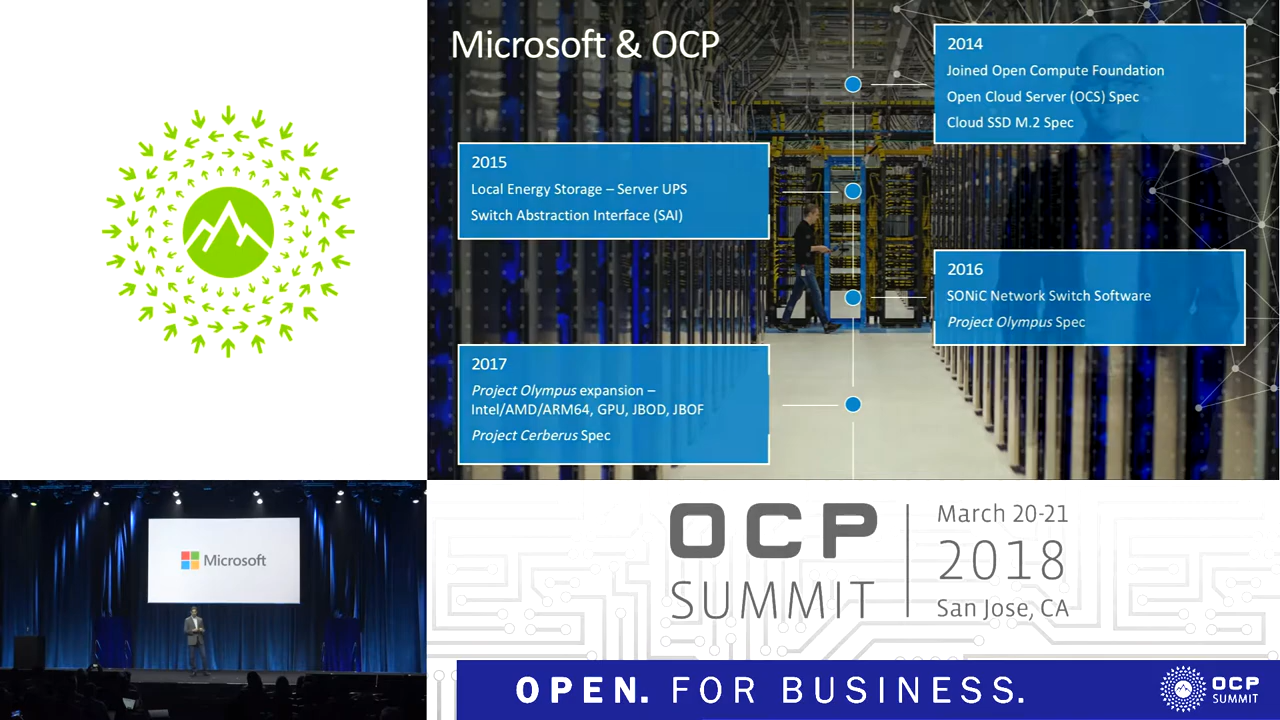 Microsoft & OCP
2014
Joined Open Compute Foundation
Open Cloud Server (OCS) Spec
Cloud SSD M.2 Spec
2015
Local Energy Storage – Server UPS
Switch Abstraction Interface (SAI)
2016
SONiC Network Switch Software
Project Olympus Spec
2017
Project Olympus expansion –
Intel/AMD/ARM64, GPU, JBOD, JBOF
Project Cerberus Spec
Microsoft
OCP
SUMMIT
March 20-21
2018
San Jose, CA
OPEN. FOR BUSINESS.
OCP
SUMMIT